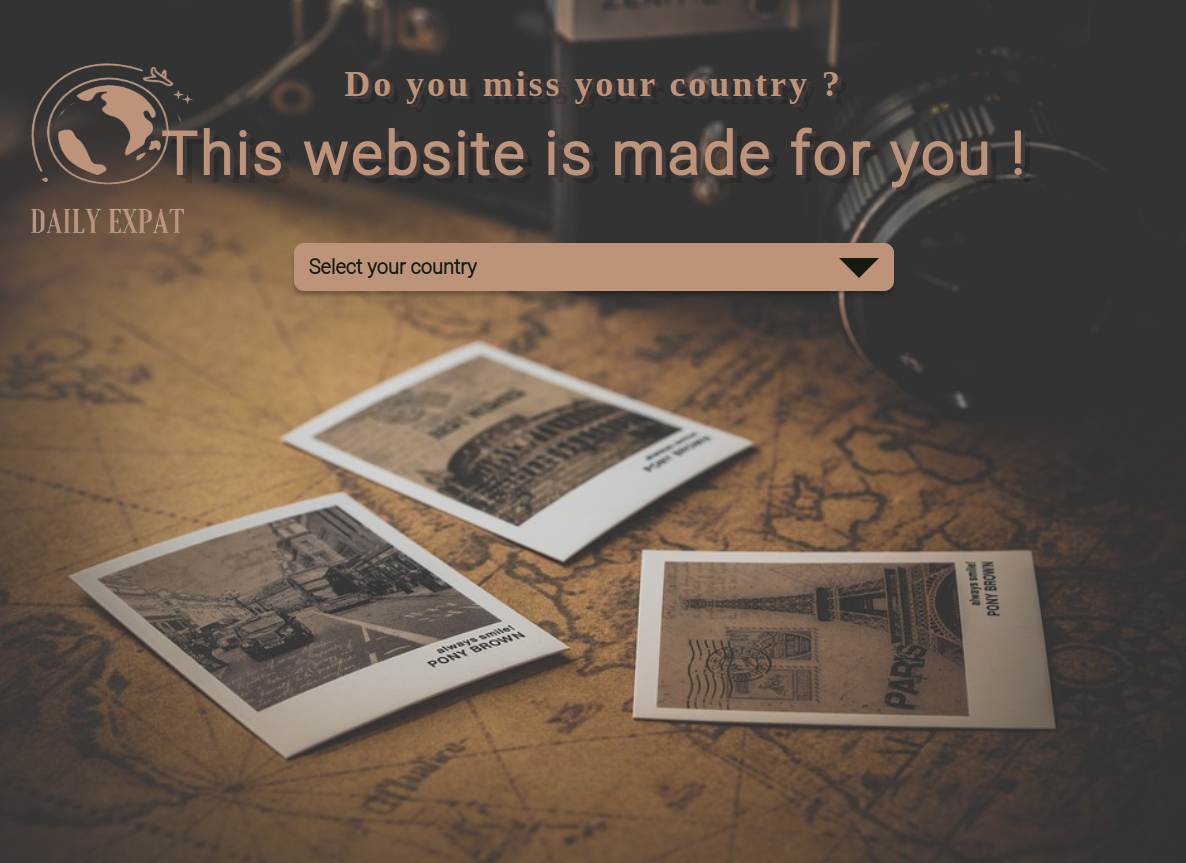 Do you miss your country ?
This website is made for you !
DAILY EXPAT
Select your country
always smile!
PONY BROWN
always smile!
PONY BROWN
PARIS
always smile!
PONY BROWN